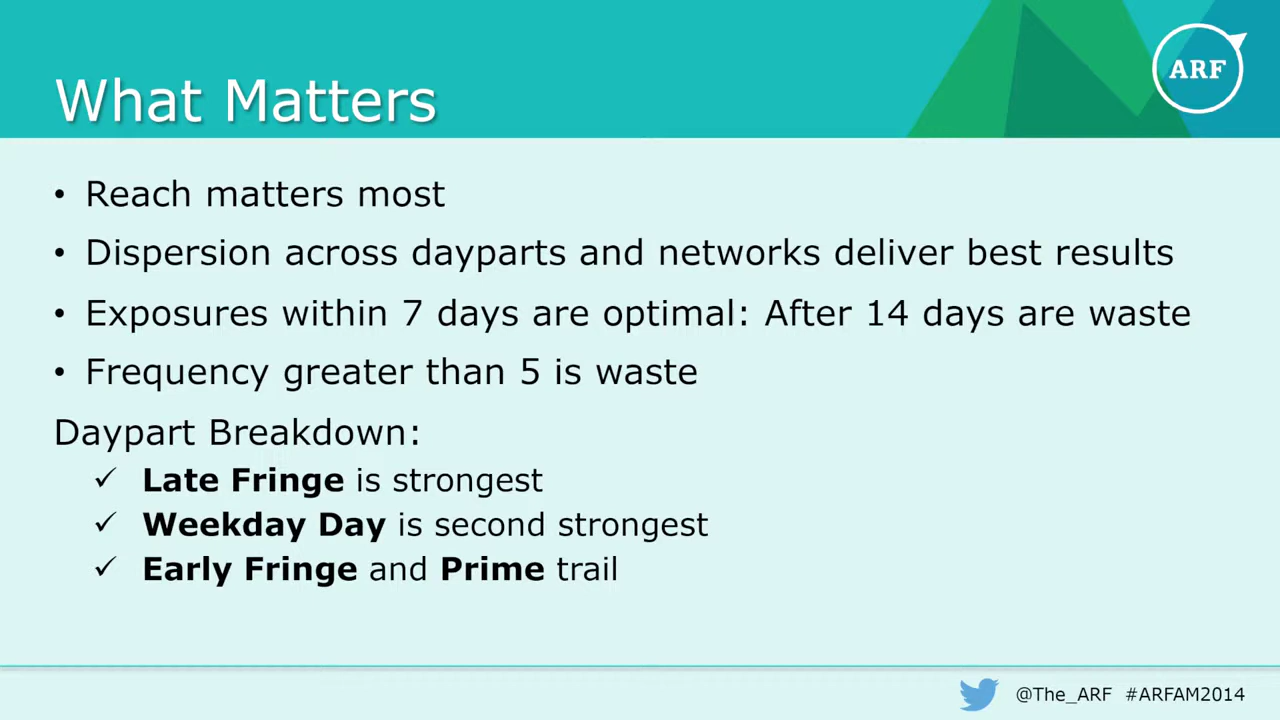 ARF
What Matters
• Reach matters most
• Dispersion across dayparts and networks deliver best results
• Exposures within 7 days are optimal: After 14 days are waste
• Frequency greater than 5 is waste
Daypart Breakdown:
✓ Late Fringe is strongest
✓ Weekday Day is second strongest
✓ Early Fringe and Prime trail
@The_ARF #ARFAM2014